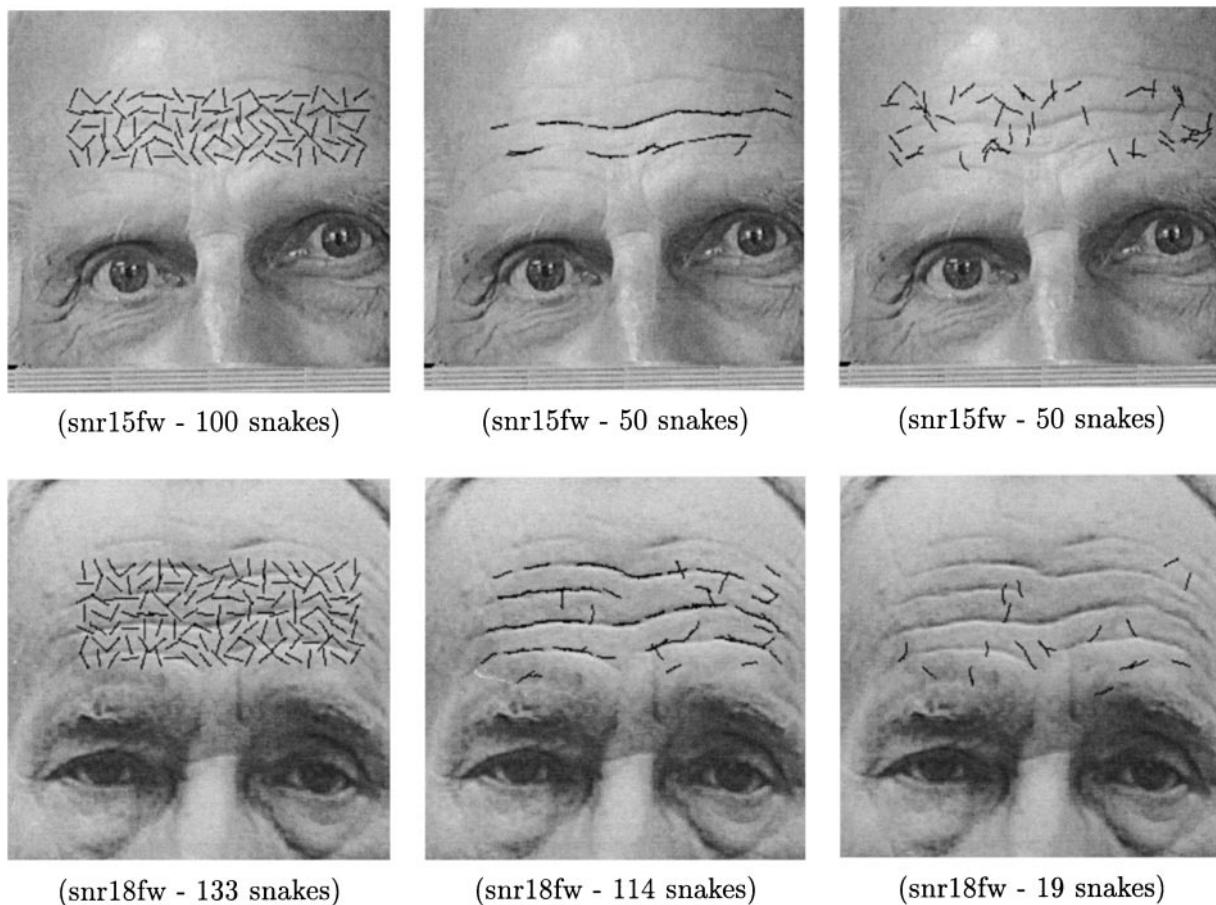 (snr15fw - 100 snakes)
(snr15fw - 50 snakes)
(snr15fw - 50 snakes)
(snr18fw - 133 snakes)
(snr18fw - 114 snakes)
(snr18fw - 19 snakes)